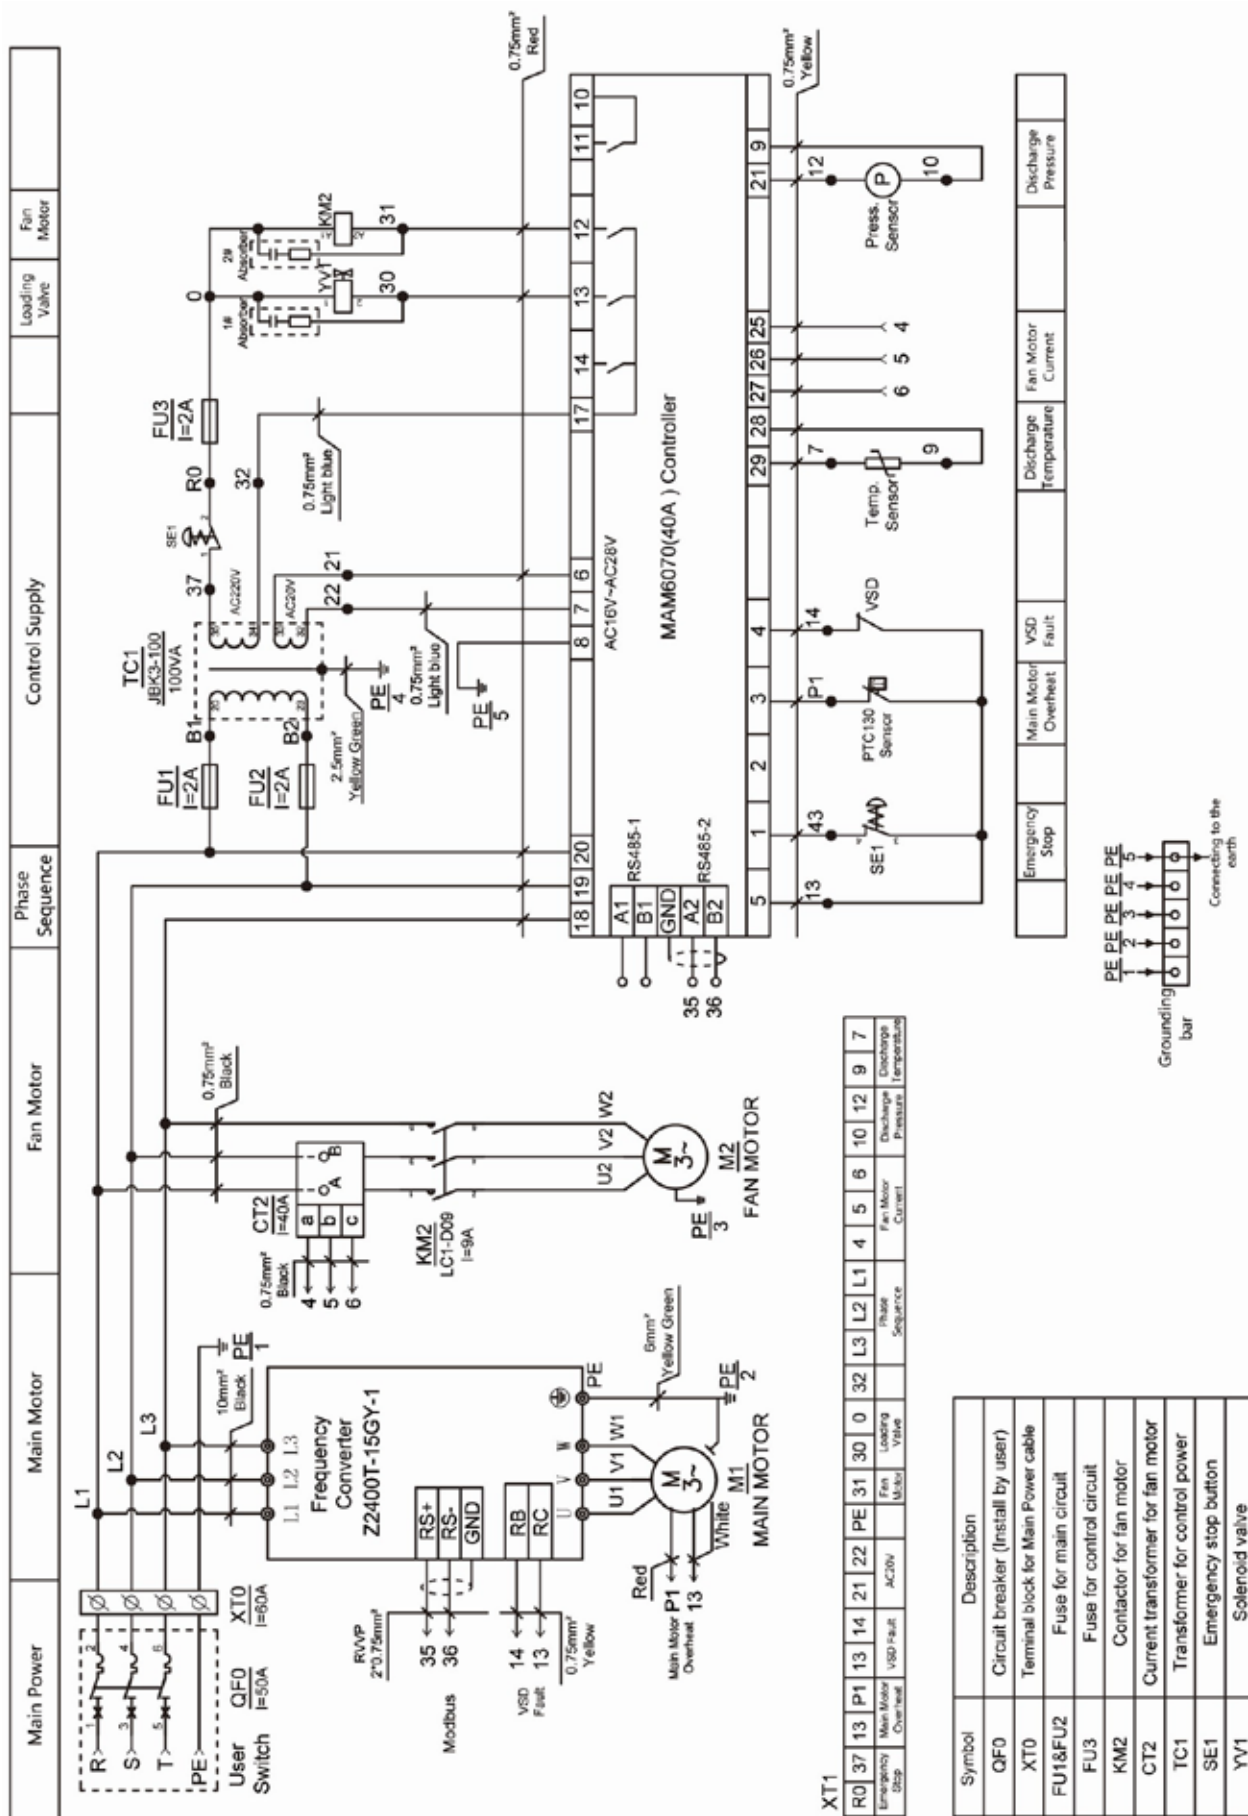 Main Power
Main Motor
Fan Motor
Phase Sequence
Control Supply
Loading Valve
Fan Motor
R
S
T
PE
1
2
3
4
5
6
User Switch
QF0
I=50A
XT0
I=60A
L1
L2
L3
10mm²
Black
PE
1
L1 L2 L3
Frequency
Converter
Z2400T-15GY-1
RS+
RS-
GND
RB
RC
U
V
W
PE
RVVP
2*0.75mm²
35
36
Modbus
14
13
VSD
Fault
0.75mm²
Yellow
U1
V1
W1
6mm²
Yellow Green
PE
2
M
3~
M1
MAIN MOTOR
Red
White
P1
13
Main Motor
Overheat
0.75mm²
Black
CT2
I=40A
A
B
a
b
c
0.75mm²
Black
4
5
6
KM2
LC1-D09
I=9A
U2
V2
W2
M
3~
M2
FAN MOTOR
PE
3
FU1
I=2A
FU2
I=2A
B1
B2
TC1
JBK3-100
100VA
AC220V
AC20V
2.5mm²
Yellow Green
PE
4
37
SE1
1
2
R0
FU3
I=2A
32
0
22
21
0.75mm²
Light blue
PE
5
0.75mm²
Light blue
1#
Absorber
YV1
30
2#
Absorber
KM2
31
0.75mm²
Red
18
19
20
8
7
6
17
14
13
12
11
10
AC16V~AC28V
MAM6070(40A ) Controller
A1
B1
GND
A2
B2
RS485-1
RS485-2
35
36
5
1
2
3
4
29
28
27
26
25
21
9
0.75mm²
Yellow
13
43
SE1
P1
PTC130
Sensor
14
VSD
7
Temp.
Sensor
9
6
5
4
12
P
Press.
Sensor
10
Emergency Stop
Main Motor Overheat
VSD Fault
Discharge Temperature
Fan Motor Current
Discharge Pressure
XT1
R0 37 13 P1 13 14 21 22 PE 31 30 0 32 L3 L2 L1 4 5 6 10 12 9 7
Emergency Stop
Main Motor Overheat
VSD Fault
AC20V
Fan Motor
Loading Valve
Phase Sequence
Fan Motor Current
Discharge Pressure
Discharge Temperature
PE PE PE PE PE
1 2 3 4 5
Grounding bar
Connecting to the earth
Symbol Description
QF0 Circuit breaker (Install by user)
XT0 Terminal block for Main Power cable
FU1&FU2 Fuse for main circuit
FU3 Fuse for control circuit
KM2 Contactor for fan motor
CT2 Current transformer for fan motor
TC1 Transformer for control power
SE1 Emergency stop button
YV1 Solenoid valve